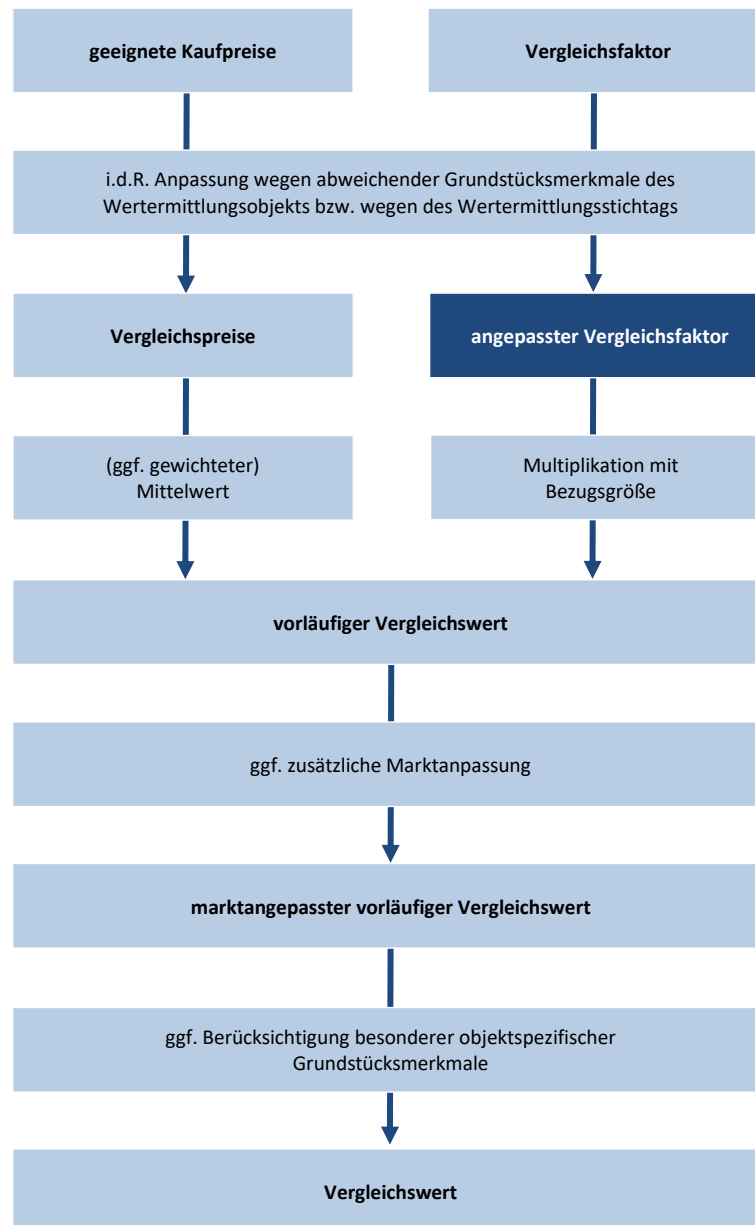 geeignete Kaufpreise
Vergleichsfaktor
i.d.R. Anpassung wegen abweichender Grundstücksmerkmale des
Wertermittlungsobjekts bzw. wegen des Wertermittlungsstichtags
Vergleichspreise
angepasster Vergleichsfaktor
(ggf. gewichteter)
Mittelwert
Multiplikation mit
Bezugsgröße
vorläufiger Vergleichswert
ggf. zusätzliche Marktanpassung
marktangepasster vorläufiger Vergleichswert
ggf. Berücksichtigung besonderer objektspezifischer
Grundstücksmerkmale
Vergleichswert